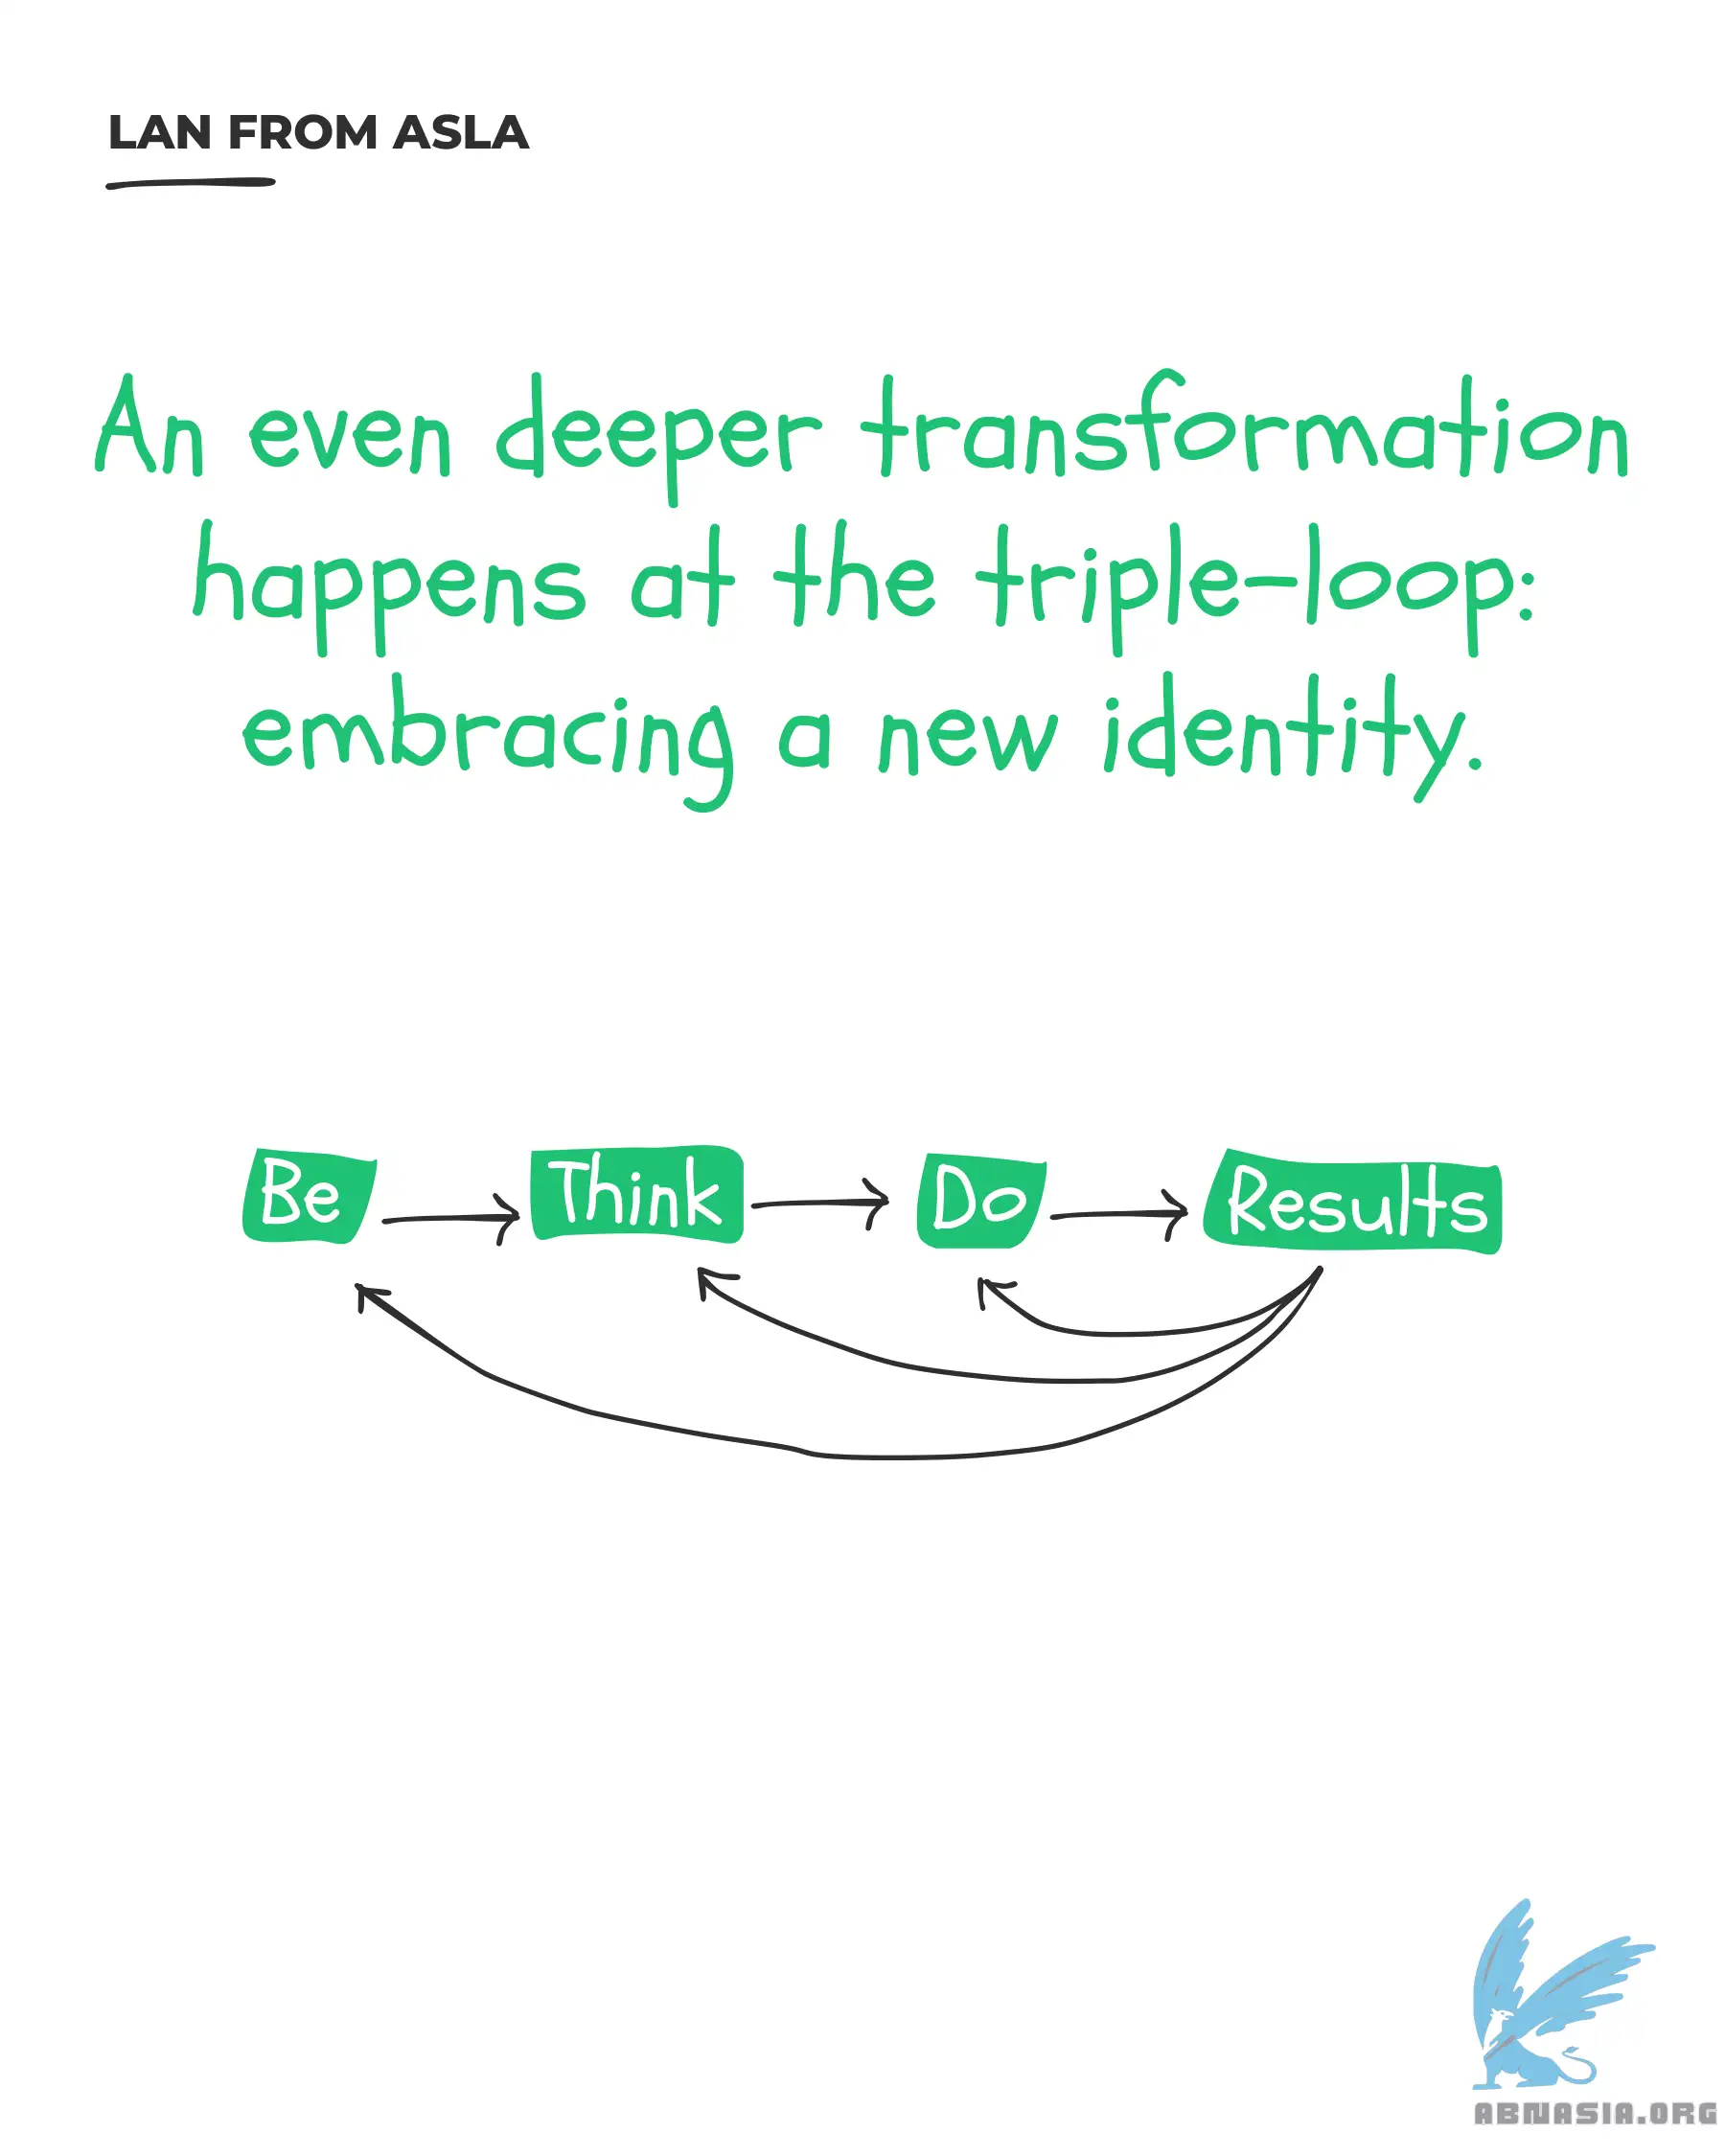 LAN FROM ASLA
An even deeper transformation
happens at the triple-loop:
embracing a new identity.
Be Think Do Results
ABNASIA.ORG